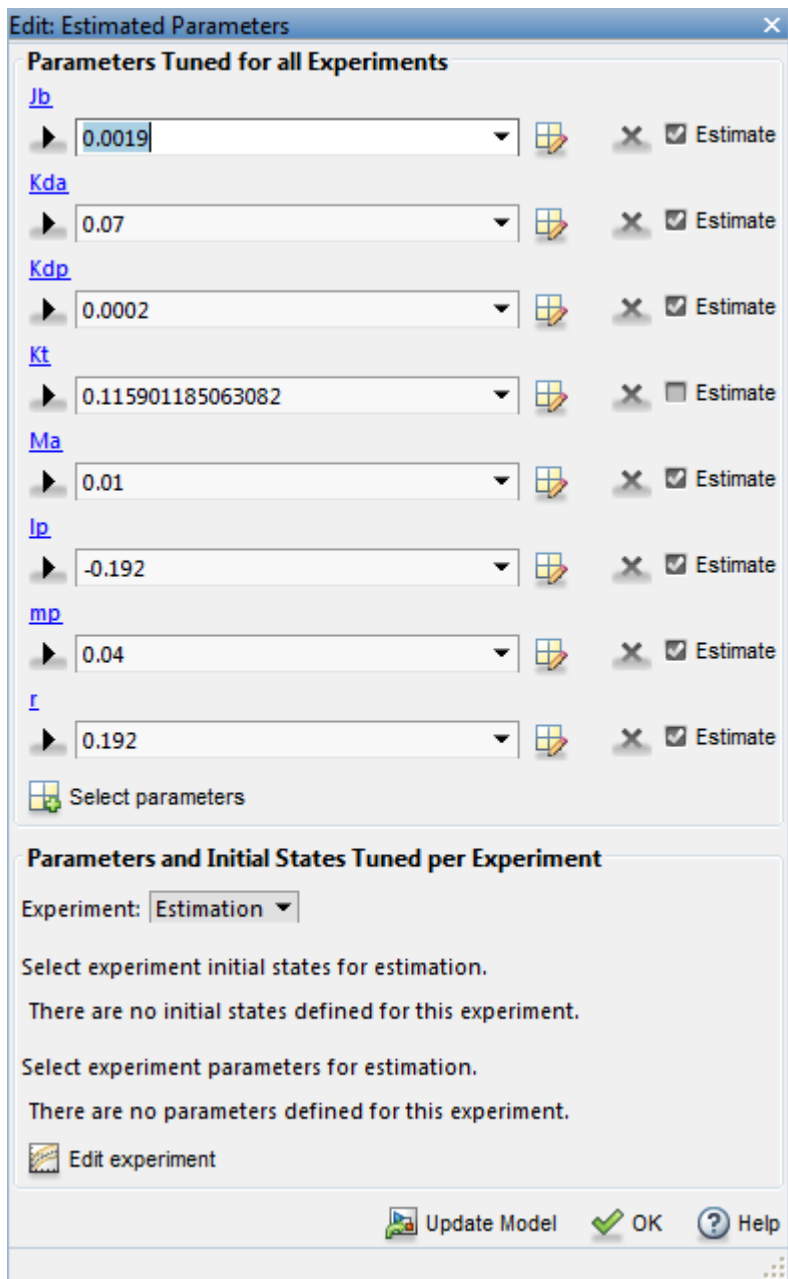 Edit: Estimated Parameters
Parameters Tuned for all Experiments
Jb
0.0019 Estimate
Kda
0.07 Estimate
Kdp
0.0002 Estimate
Kt
0.115901185063082 Estimate
Ma
0.01 Estimate
lp
-0.192 Estimate
mp
0.04 Estimate
r
0.192 Estimate
Select parameters
Parameters and Initial States Tuned per Experiment
Experiment: Estimation
Select experiment initial states for estimation.
There are no initial states defined for this experiment.
Select experiment parameters for estimation.
There are no parameters defined for this experiment.
Edit experiment
Update Model OK Help